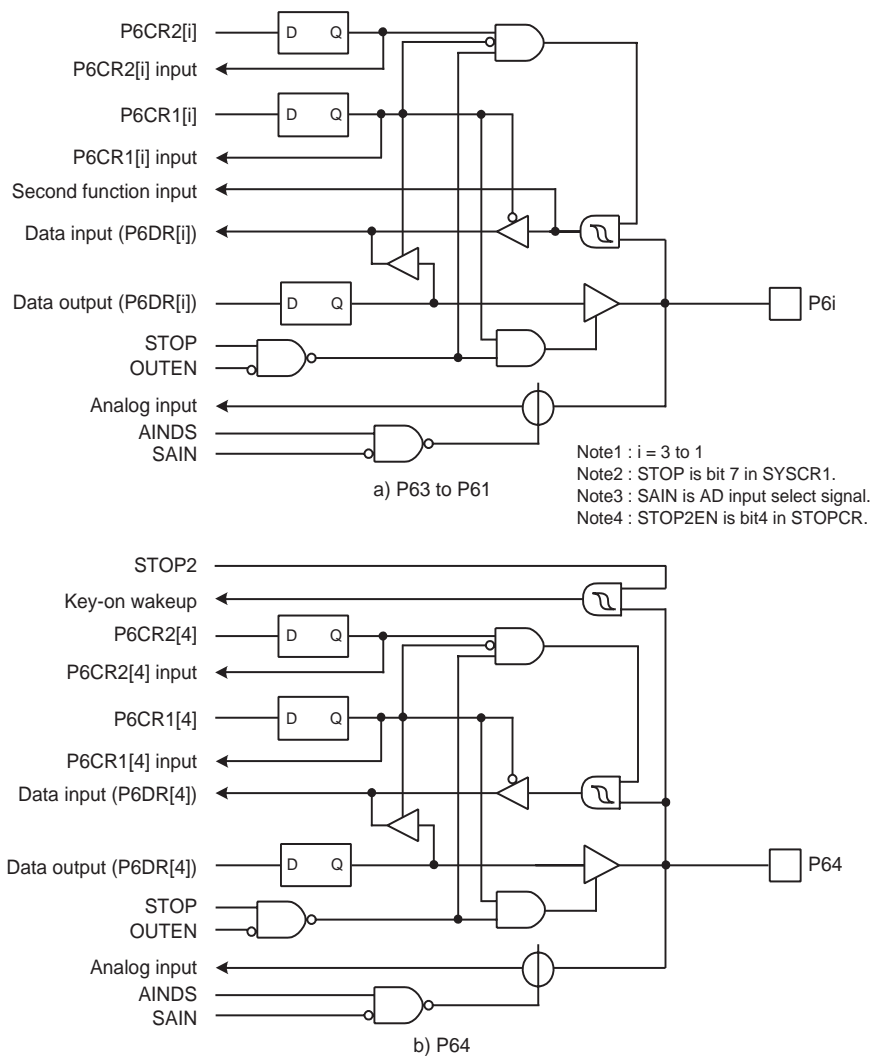 P6CR2[i]
D Q
P6CR2[i] input
P6CR1[i]
D Q
P6CR1[i] input
Second function input
Data input (P6DR[i])
Data output (P6DR[i])
D Q
P6i
STOP
OUTEN
Analog input
AINDS
SAIN
a) P63 to P61
Note1 : i = 3 to 1
Note2 : STOP is bit 7 in SYSCR1.
Note3 : SAIN is AD input select signal.
Note4 : STOP2EN is bit4 in STOPCR.
STOP2
Key-on wakeup
P6CR2[4]
D Q
P6CR2[4] input
P6CR1[4]
D Q
P6CR1[4] input
Data input (P6DR[4])
Data output (P6DR[4])
D Q
P64
STOP
OUTEN
Analog input
AINDS
SAIN
b) P64